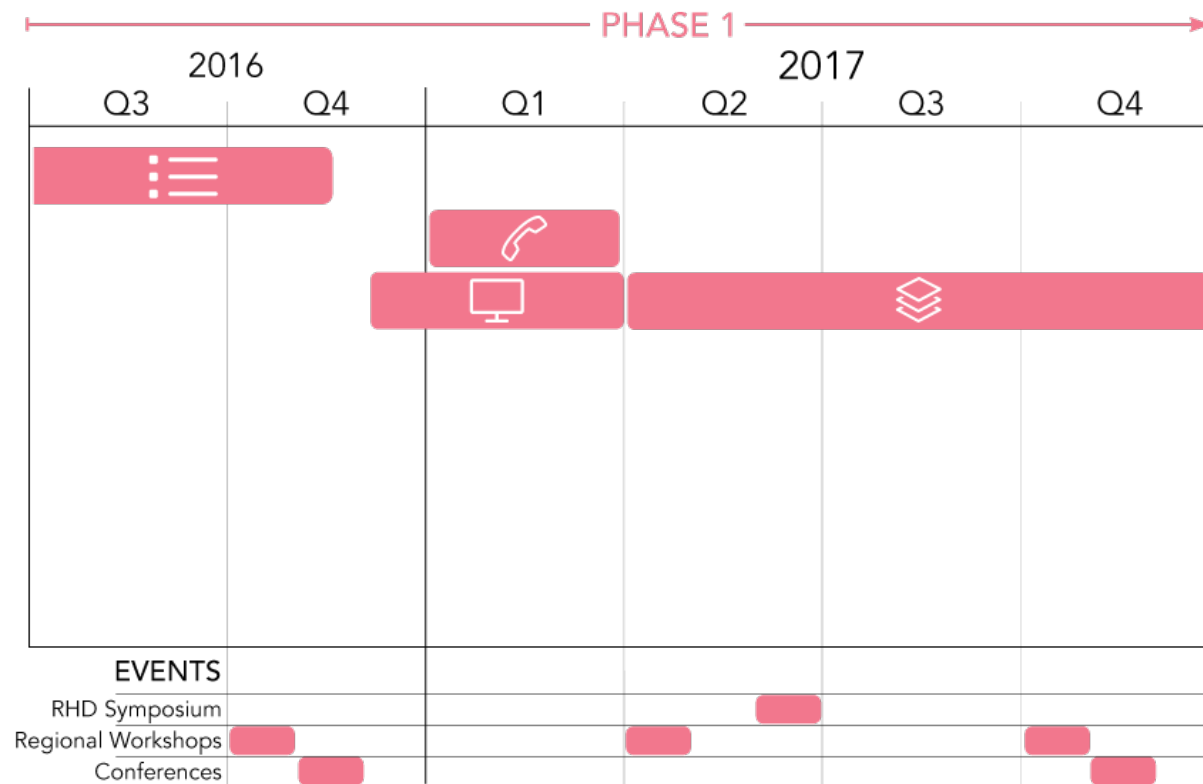 PHASE 1
2016 2017
Q3 Q4 Q1 Q2 Q3 Q4
EVENTS
RHD Symposium
Regional Workshops
Conferences